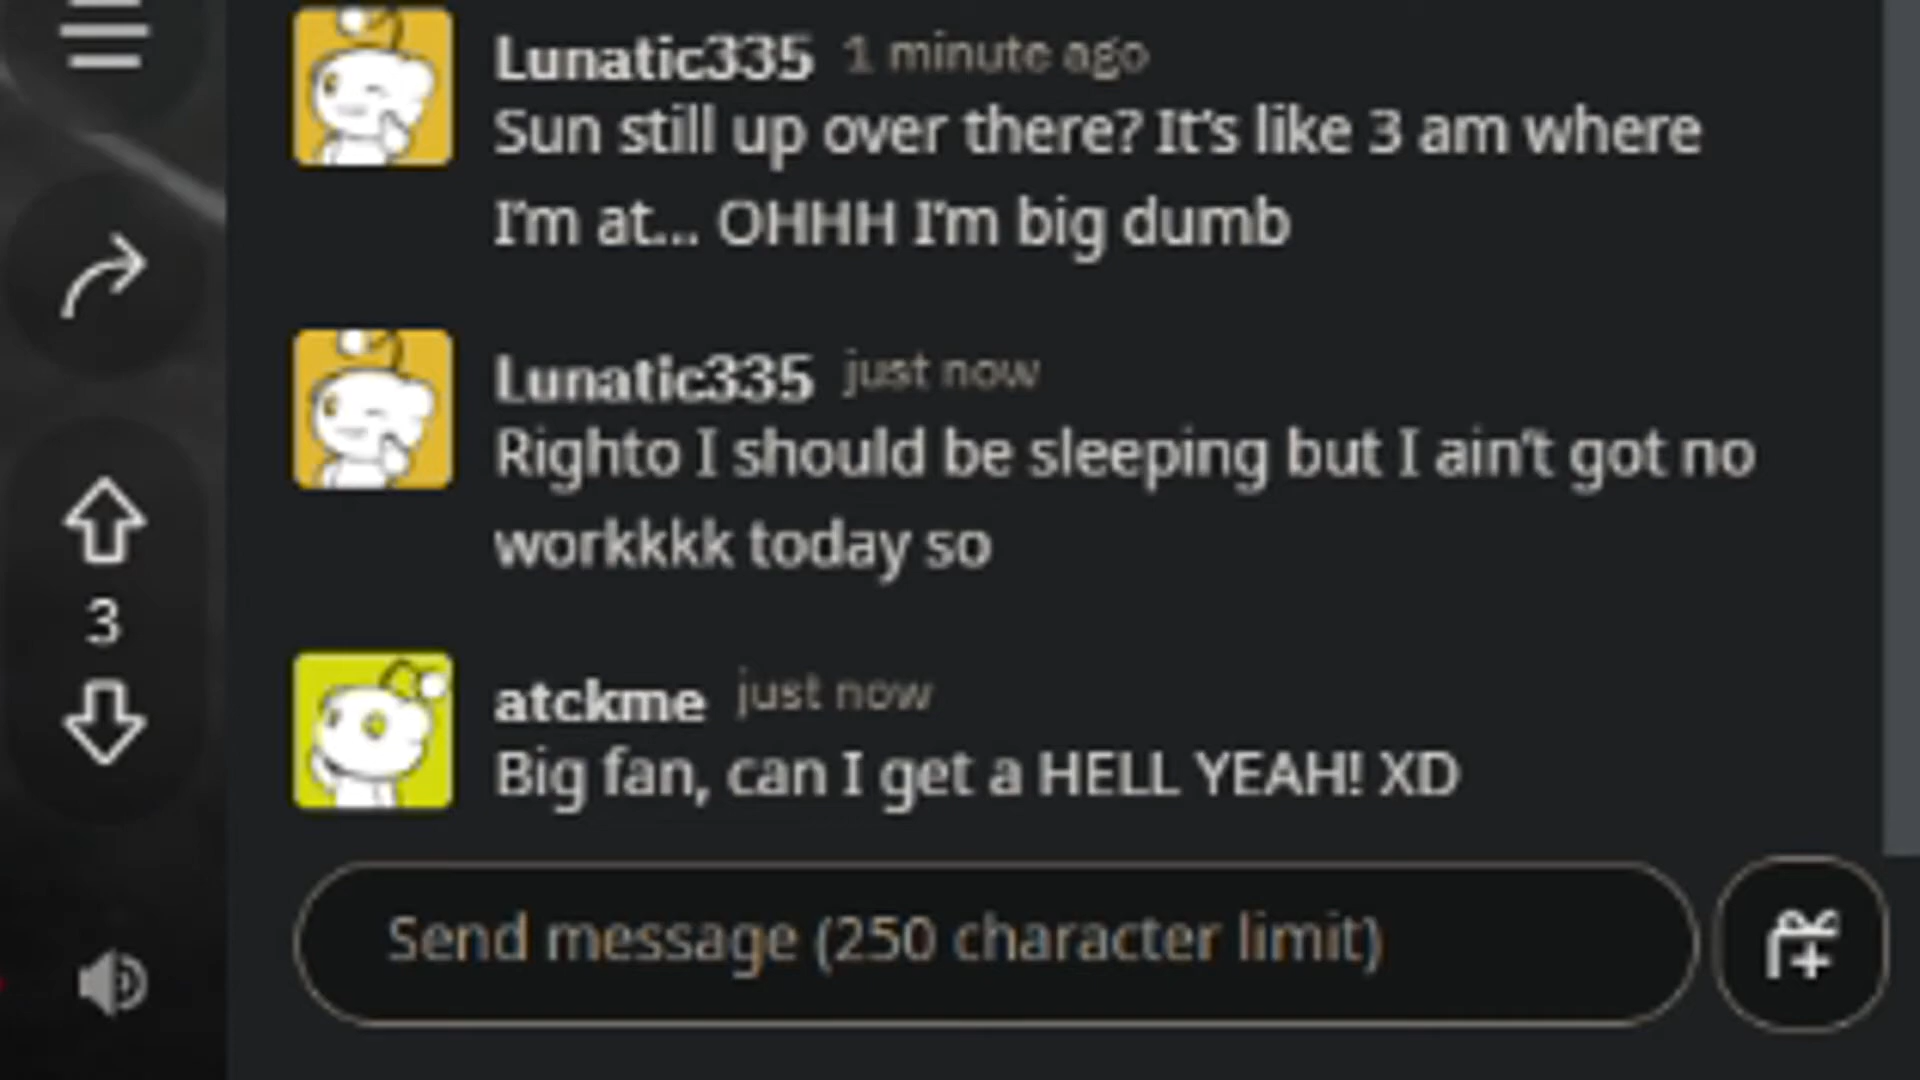 Lunatic335 1 minute ago
Sun still up over there? It's like 3 am where
I'm at... OHHH I'm big dumb
Lunatic335 just now
Righto I should be sleeping but I ain't got no
workkkk today so
3
atckme just now
Big fan, can I get a HELL YEAH! XD
Send message (250 character limit)